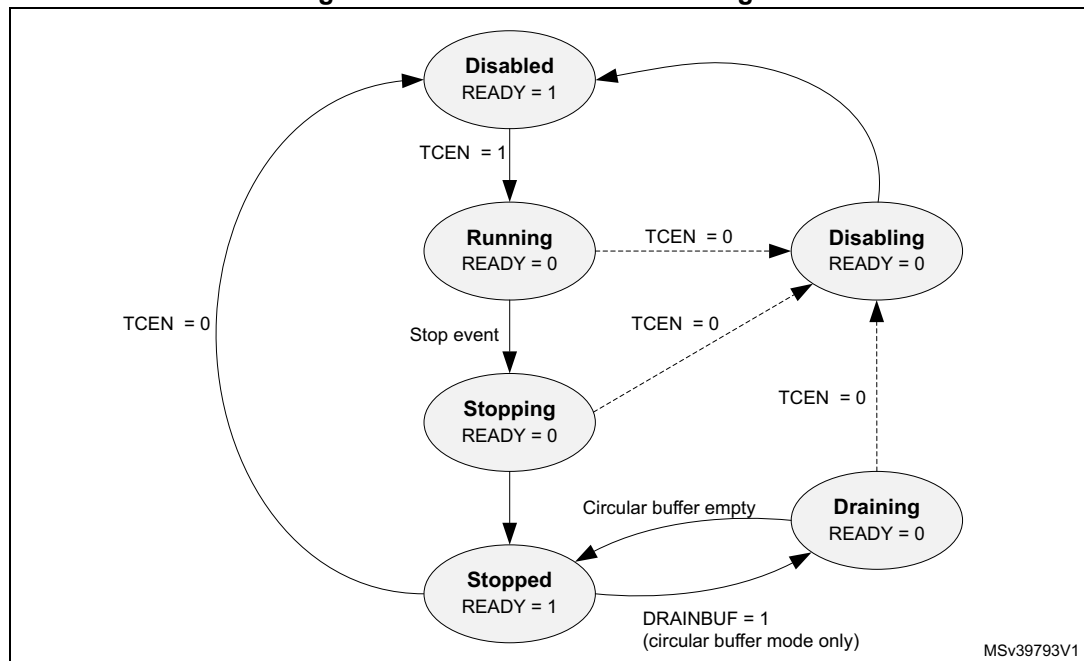 Disabled
READY = 1
TCEN = 1
Running
READY = 0
TCEN = 0
Disabling
READY = 0
TCEN = 0
Stop event
TCEN = 0
Stopping
READY = 0
TCEN = 0
Circular buffer empty
Draining
READY = 0
Stopped
READY = 1
DRAINBUF = 1
(circular buffer mode only)
MSv39793V1